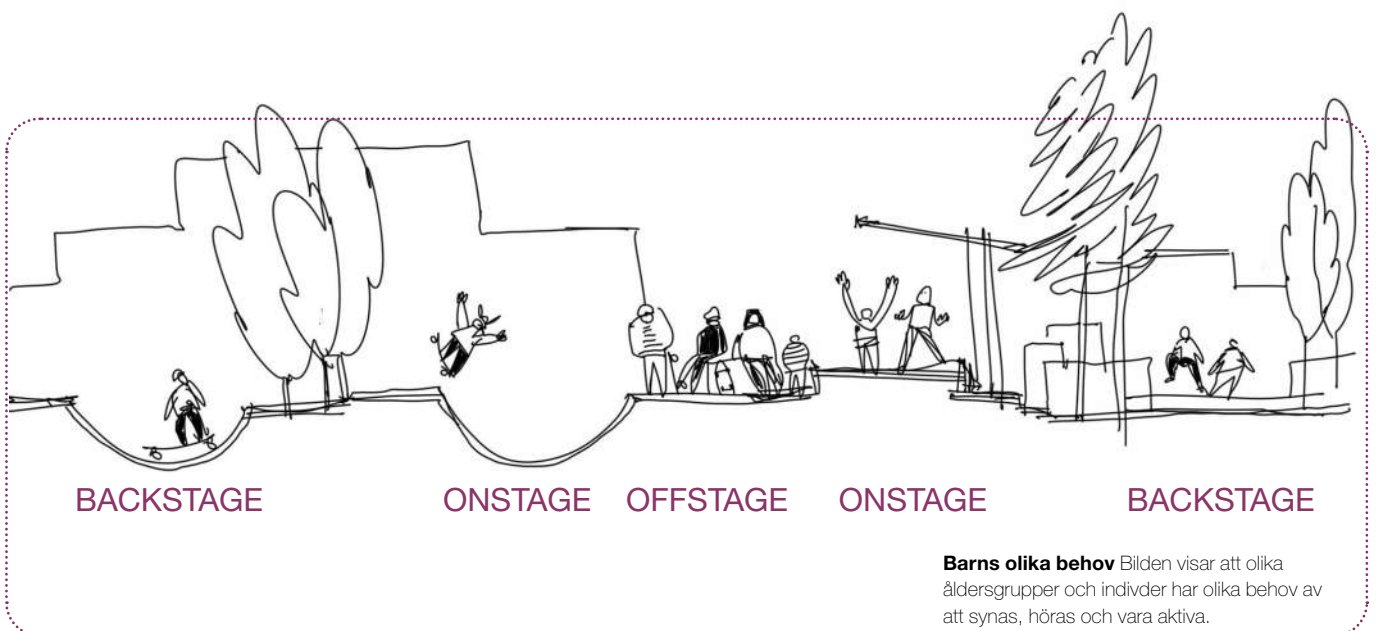 BACKSTAGE ONSTAGE OFFSTAGE ONSTAGE BACKSTAGE
Barns olika behov Bilden visar att olika
åldersgrupper och indivder har olika behov av
att synas, höras och vara aktiva.